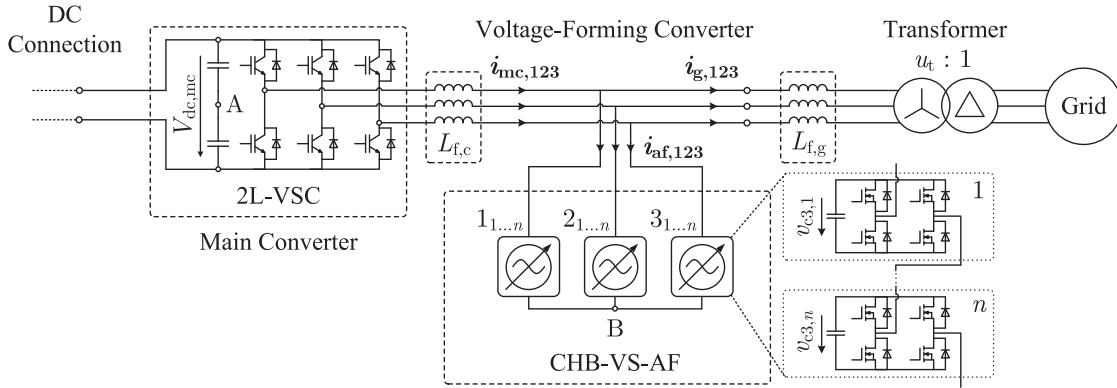 DC
Connection
Voltage-Forming Converter
Transformer
u_t : 1
i_mc,123
i_g,123
V_dc,mc
A
Grid
L_f,c
L_f,g
i_af,123
2L-VSC
Main Converter
1_1…n
2_1…n
3_1…n
v_c3,1
1
B
v_c3,n
n
CHB-VS-AF